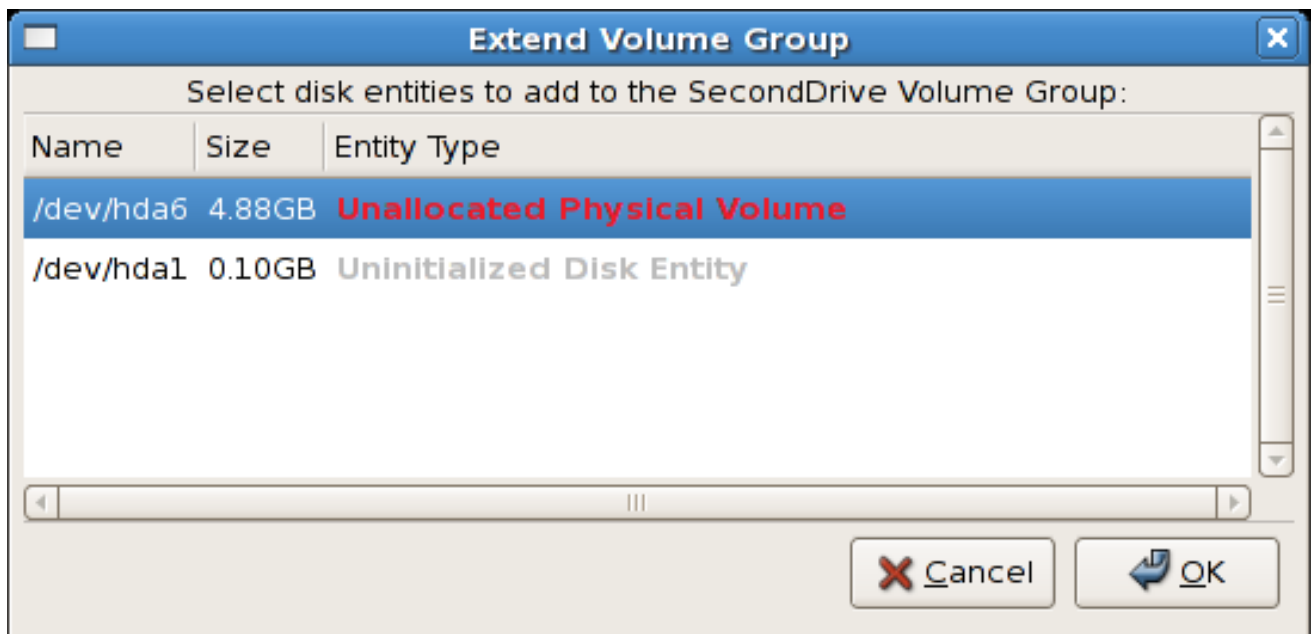 Extend Volume Group
Select disk entities to add to the SecondDrive Volume Group:
Name Size Entity Type
/dev/hda6 4.88GB Unallocated Physical Volume
/dev/hda1 0.10GB Uninitialized Disk Entity
Cancel OK